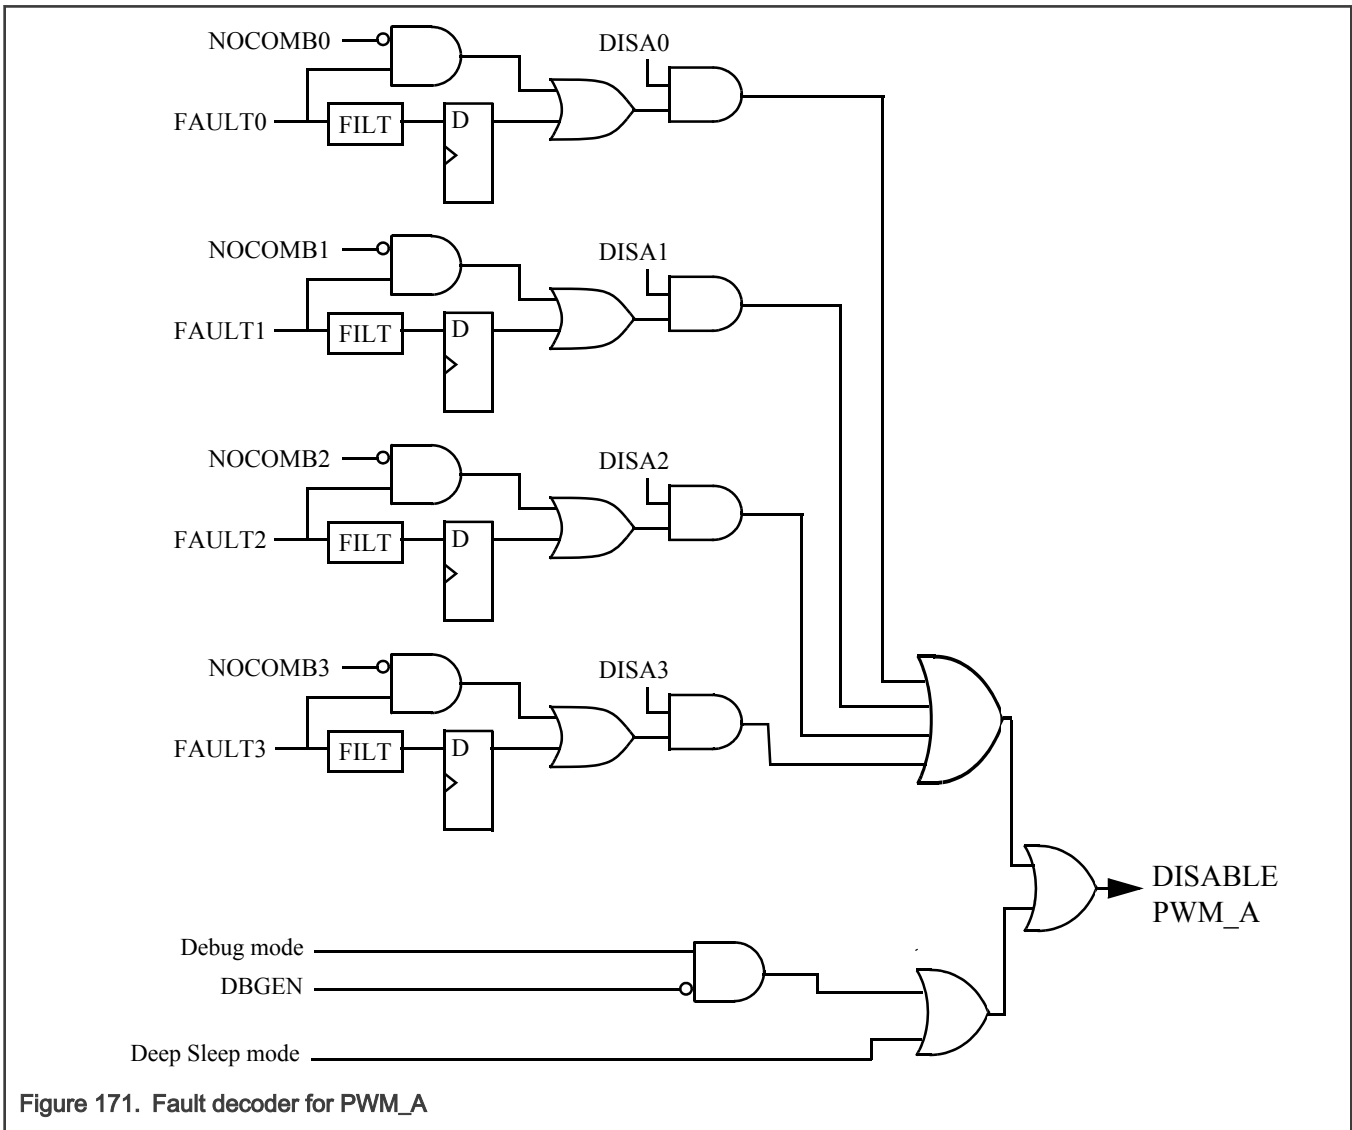 NOCOMB0
DISA0
FAULT0
FILT
D
NOCOMB1
DISA1
FAULT1
FILT
D
NOCOMB2
DISA2
FAULT2
FILT
D
NOCOMB3
DISA3
FAULT3
FILT
D
DISABLE
PWM_A
Debug mode
DBGEN
Deep Sleep mode
Figure 171. Fault decoder for PWM_A